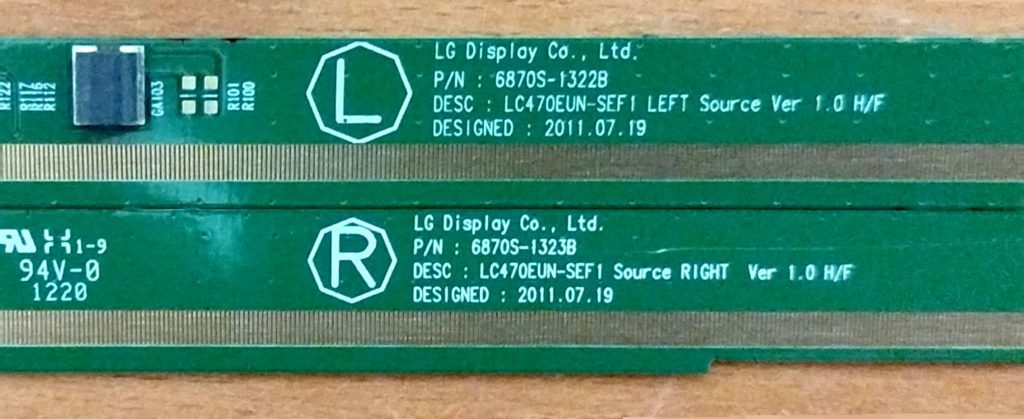 R122
R117
R116
R112
GA103
R101
R100
L
LG Display Co., Ltd.
P/N : 6870S-1322B
DESC : LC470EUN-SEF1 LEFT Source Ver 1.0 H/F
DESIGNED : 2011.07.19
1-9
94V-0
1220
R
LG Display Co., Ltd.
P/N : 6870S-1323B
DESC : LC470EUN-SEF1 Source RIGHT Ver 1.0 H/F
DESIGNED : 2011.07.19